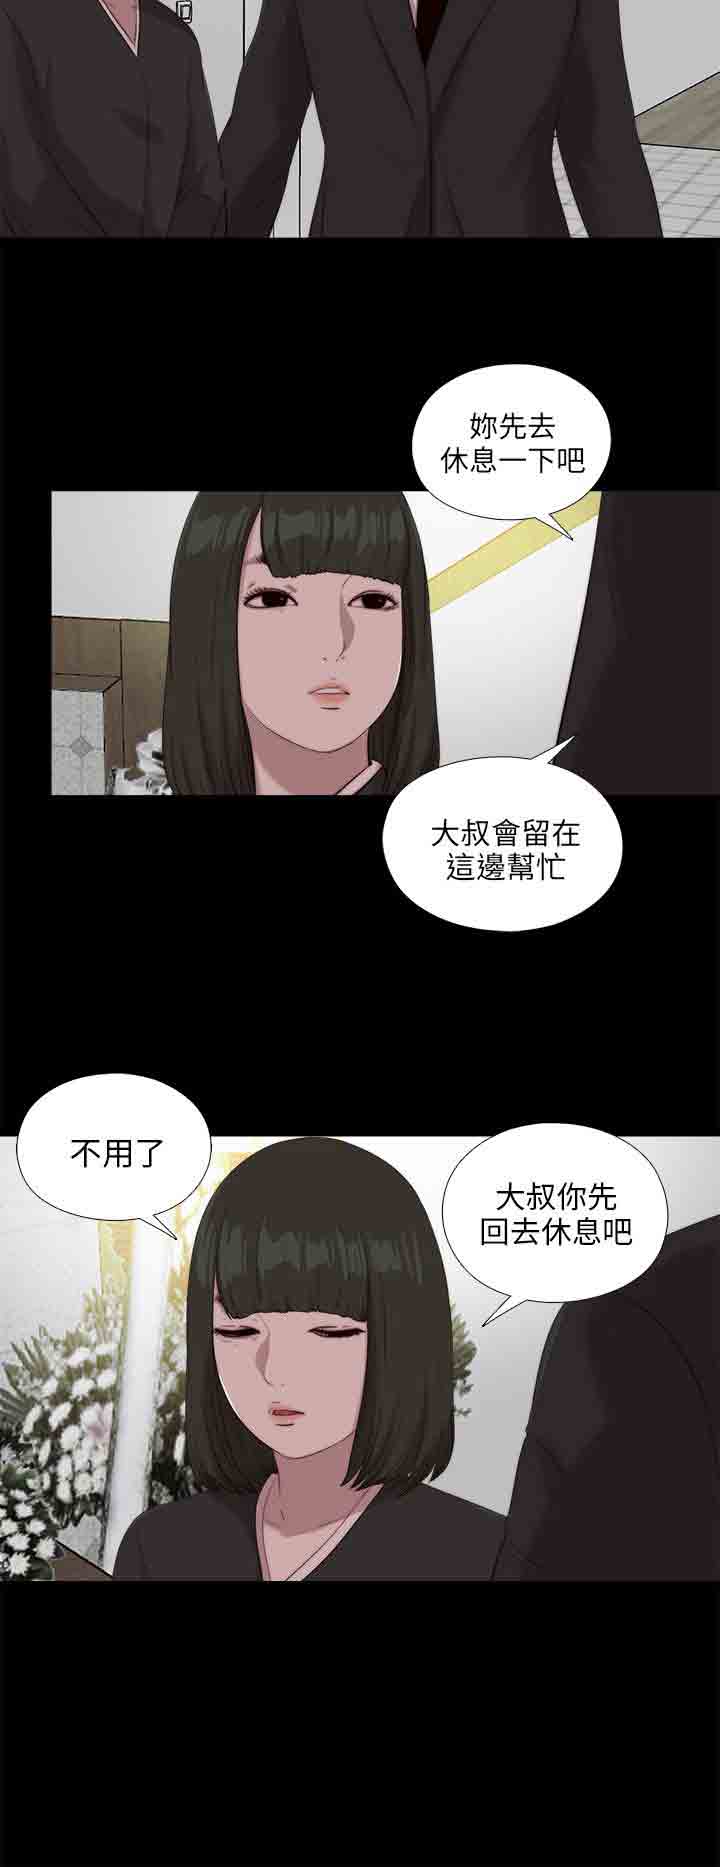 妳先去
休息一下吧
大叔會留在
這邊幫忙
不用了
大叔你先
回去休息吧